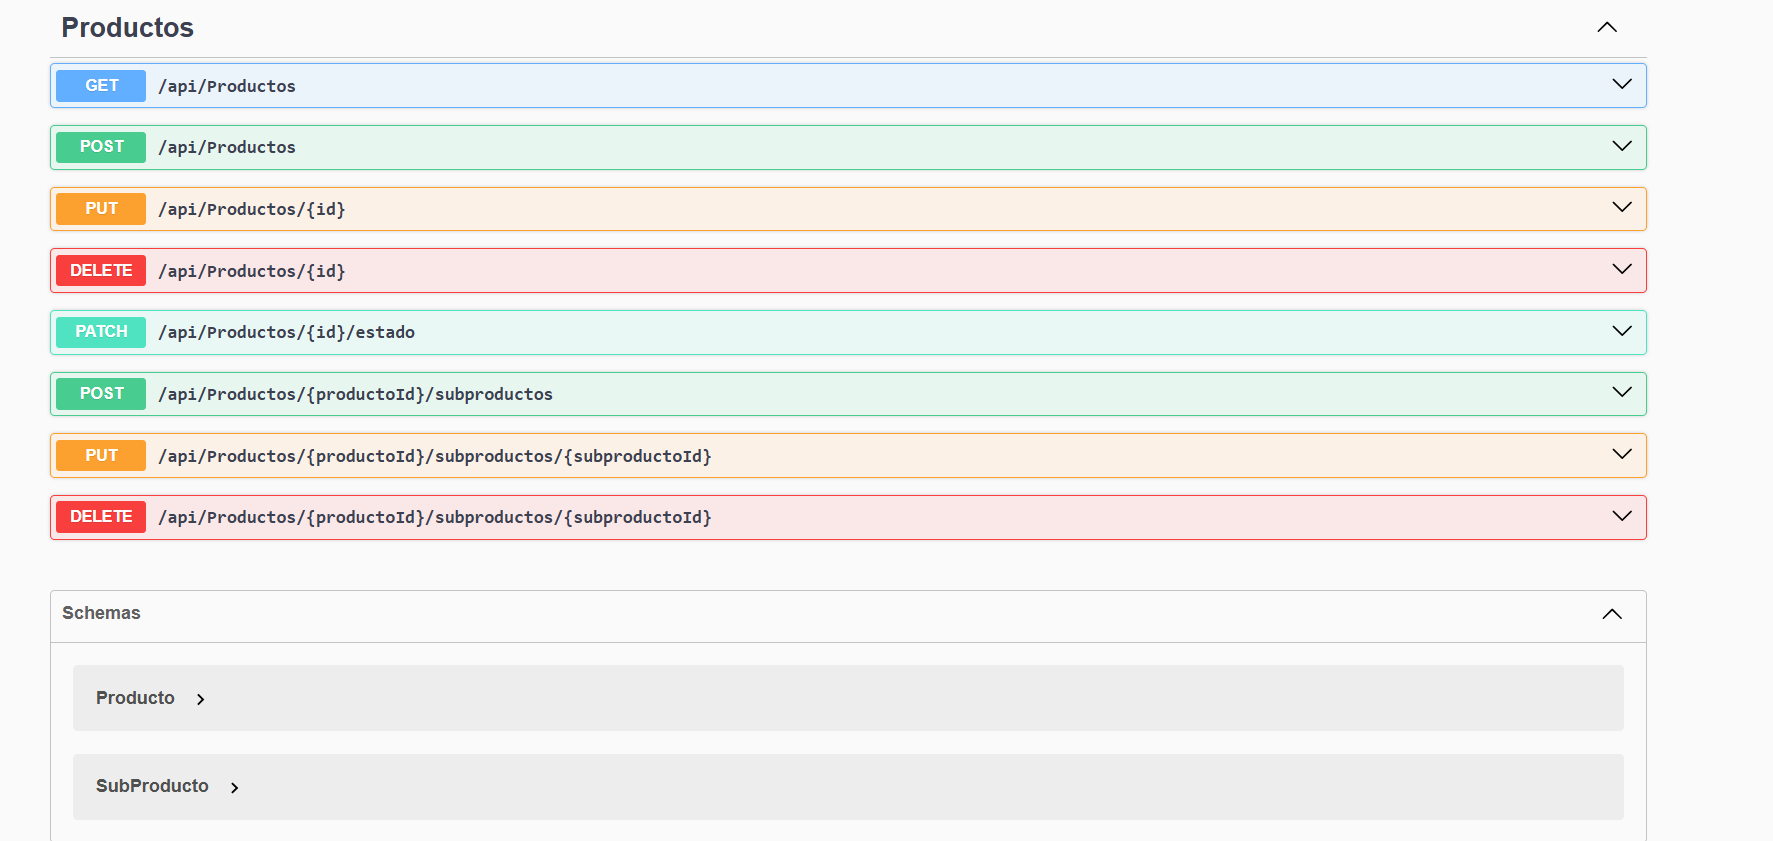 Productos
GET /api/Productos
POST /api/Productos
PUT /api/Productos/{id}
DELETE /api/Productos/{id}
PATCH /api/Productos/{id}/estado
POST /api/Productos/{productoId}/subproductos
PUT /api/Productos/{productoId}/subproductos/{subproductoId}
DELETE /api/Productos/{productoId}/subproductos/{subproductoId}
Schemas
Producto
SubProducto